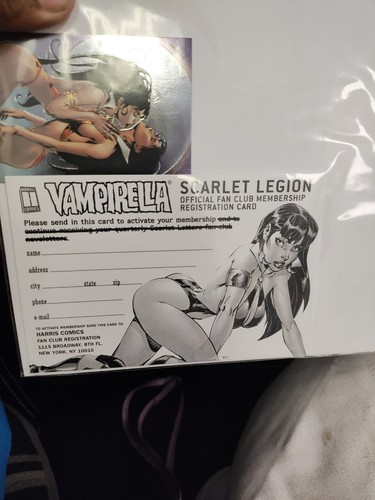 VAMPIRELLA®
SCARLET LEGION
OFFICIAL FAN CLUB MEMBERSHIP
REGISTRATION CARD
Please send in this card to activate your membership and to
continue receiving your quarterly Scarlet Letters fan club
newsletters.
name
address
city state zip
phone
e-mail
TO ACTIVATE MEMBERSHIP SEND THIS CARD TO:
HARRIS COMICS
FAN CLUB REGISTRATION
1115 BROADWAY, 8TH FL.
NEW YORK, NY 10010